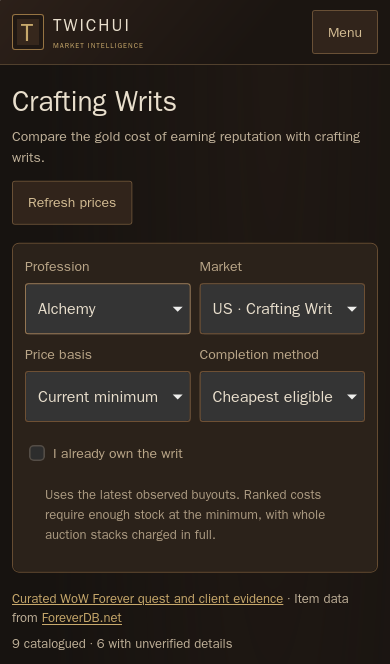 T
TWICHUI
MARKET INTELLIGENCE
Menu
Crafting Writs
Compare the gold cost of earning reputation with crafting
writs.
Refresh prices
Profession
Market
Alchemy
US · Crafting Writ
Price basis
Completion method
Current minimum
Cheapest eligible
I already own the writ
Uses the latest observed buyouts. Ranked costs
require enough stock at the minimum, with whole
auction stacks charged in full.
Curated WoW Forever quest and client evidence · Item data
from ForeverDB.net
9 catalogued · 6 with unverified details